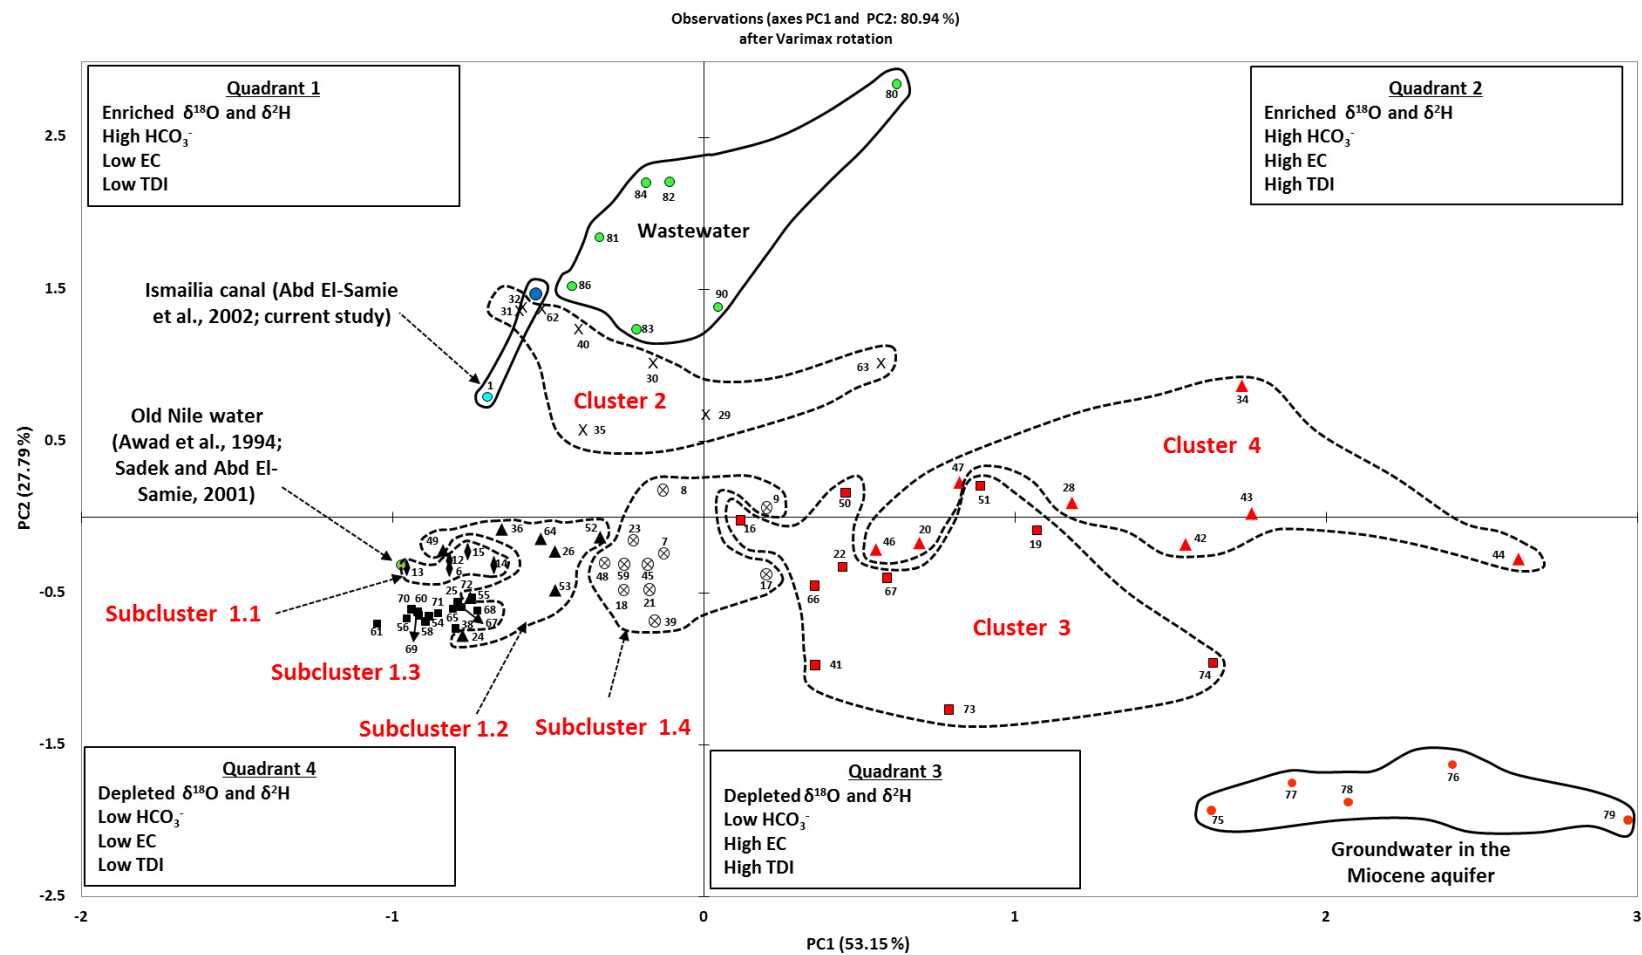 Observations (axes PC1 and PC2: 80.94 %)
after Varimax rotation
Quadrant 1
Enriched δ¹⁸O and δ²H
High HCO₃⁻
Low EC
Low TDI
Quadrant 2
Enriched δ¹⁸O and δ²H
High HCO₃⁻
High EC
High TDI
80
84
82
81
Wastewater
86
90
83
Ismailia canal (Abd El-Samie
et al., 2002; current study)
32
31
62
40
30
63
1
Cluster 2
29
35
Old Nile water
(Awad et al., 1994;
Sadek and Abd El-
Samie, 2001)
34
Cluster 4
47
28
43
51
50
8
9
16
46
20
19
42
44
22
66
67
41
Cluster 3
74
73
36
64
52
23
7
49
15
26
12
6
14
13
48
59
45
17
53
18
21
39
72
25
55
70
60
71
65
68
67
61
56
58
54
38
24
69
Subcluster 1.1
Subcluster 1.3
Subcluster 1.2
Subcluster 1.4
Quadrant 4
Depleted δ¹⁸O and δ²H
Low HCO₃⁻
Low EC
Low TDI
Quadrant 3
Depleted δ¹⁸O and δ²H
Low HCO₃⁻
High EC
High TDI
76
77
78
75
79
Groundwater in the
Miocene aquifer
2.5
1.5
0.5
-0.5
-1.5
-2.5
PC2 (27.79 %)
-2
-1
0
1
2
3
PC1 (53.15 %)